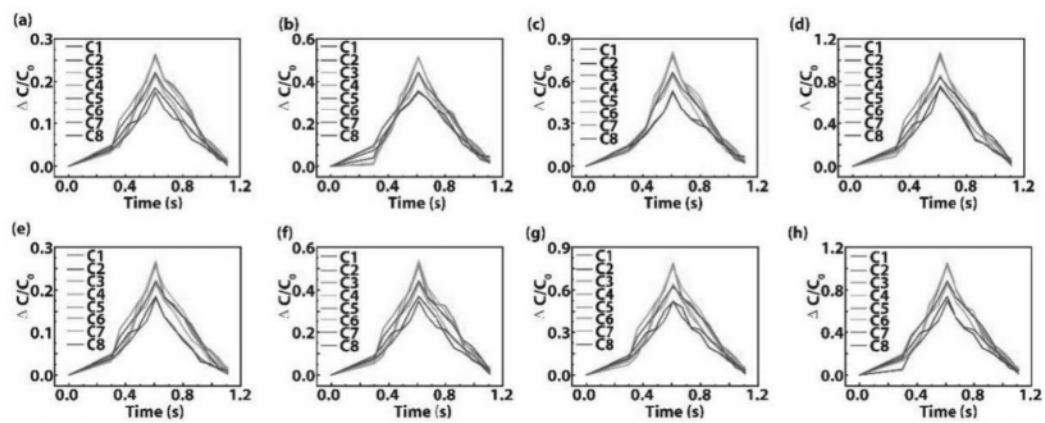 (a)
0.3
0.2
0.1
0.0
Δ C/C₀
C1
C2
C3
C4
C5
C6
C7
C8
0.0 0.4 0.8 1.2
Time (s)
(b)
0.6
0.4
0.2
0.0
Δ C/C₀
C1
C2
C3
C4
C5
C6
C7
C8
0.0 0.4 0.8 1.2
Time (s)
(c)
0.9
0.6
0.3
0.0
Δ C/C₀
C1
C2
C3
C4
C5
C6
C7
C8
0.0 0.4 0.8 1.2
Time (s)
(d)
1.2
0.8
0.4
0.0
Δ C/C₀
C1
C2
C3
C4
C5
C6
C7
C8
0.0 0.4 0.8 1.2
Time (s)
(e)
0.3
0.2
0.1
0.0
Δ C/C₀
C1
C2
C3
C4
C5
C6
C7
C8
0.0 0.4 0.8 1.2
Time (s)
(f)
0.6
0.4
0.2
0.0
Δ C/C₀
C1
C2
C3
C4
C5
C6
C7
C8
0.0 0.4 0.8 1.2
Time (s)
(g)
0.9
0.6
0.3
0.0
Δ C/C₀
C1
C2
C3
C4
C5
C6
C7
C8
0.0 0.4 0.8 1.2
Time (s)
(h)
1.2
0.8
0.4
0.0
Δ C/C₀
C1
C2
C3
C4
C5
C6
C7
C8
0.0 0.4 0.8 1.2
Time (s)